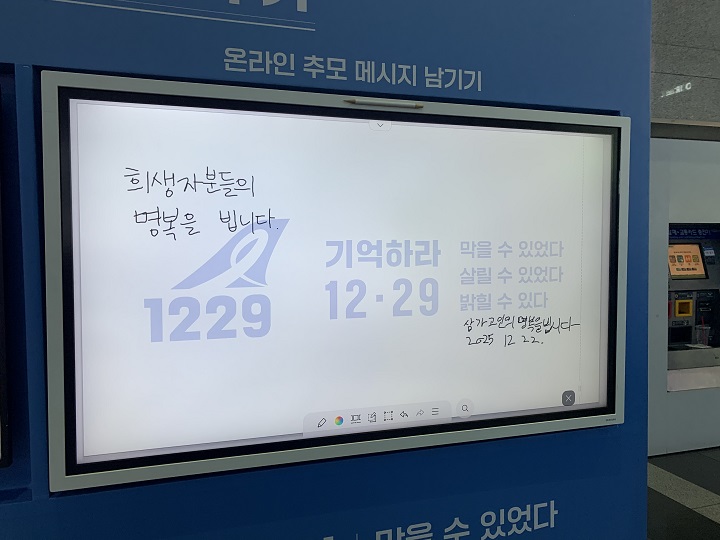 온라인 추모 메시지 남기기
희생자분들의
명복을 빕니다.
1229
기억하라
12·29
막을 수 있었다
살릴 수 있었다
밝힐 수 있다
삼가 고인의 명복을 빕니다
2025 12 22.
막을 수 있었다